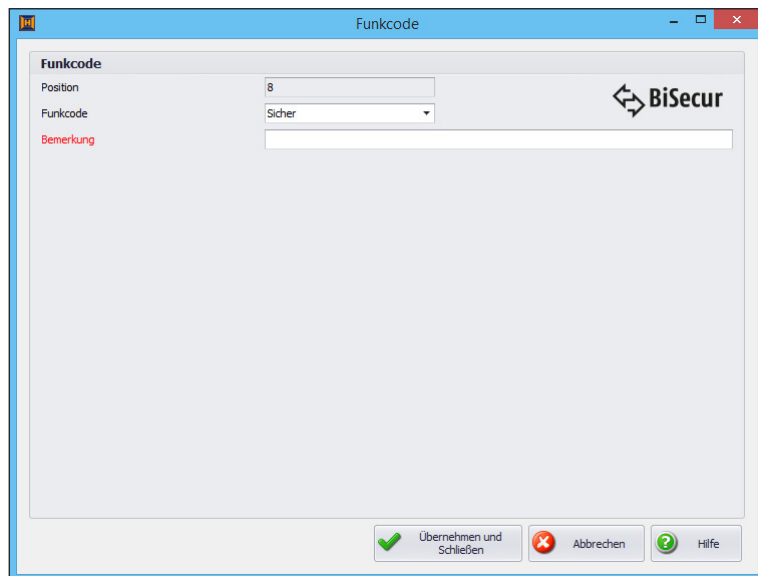 Funkcode
Funkcode
Position 8
BiSecur
Funkcode Sicher
Bemerkung
Übernehmen und
Schließen
Abbrechen
Hilfe